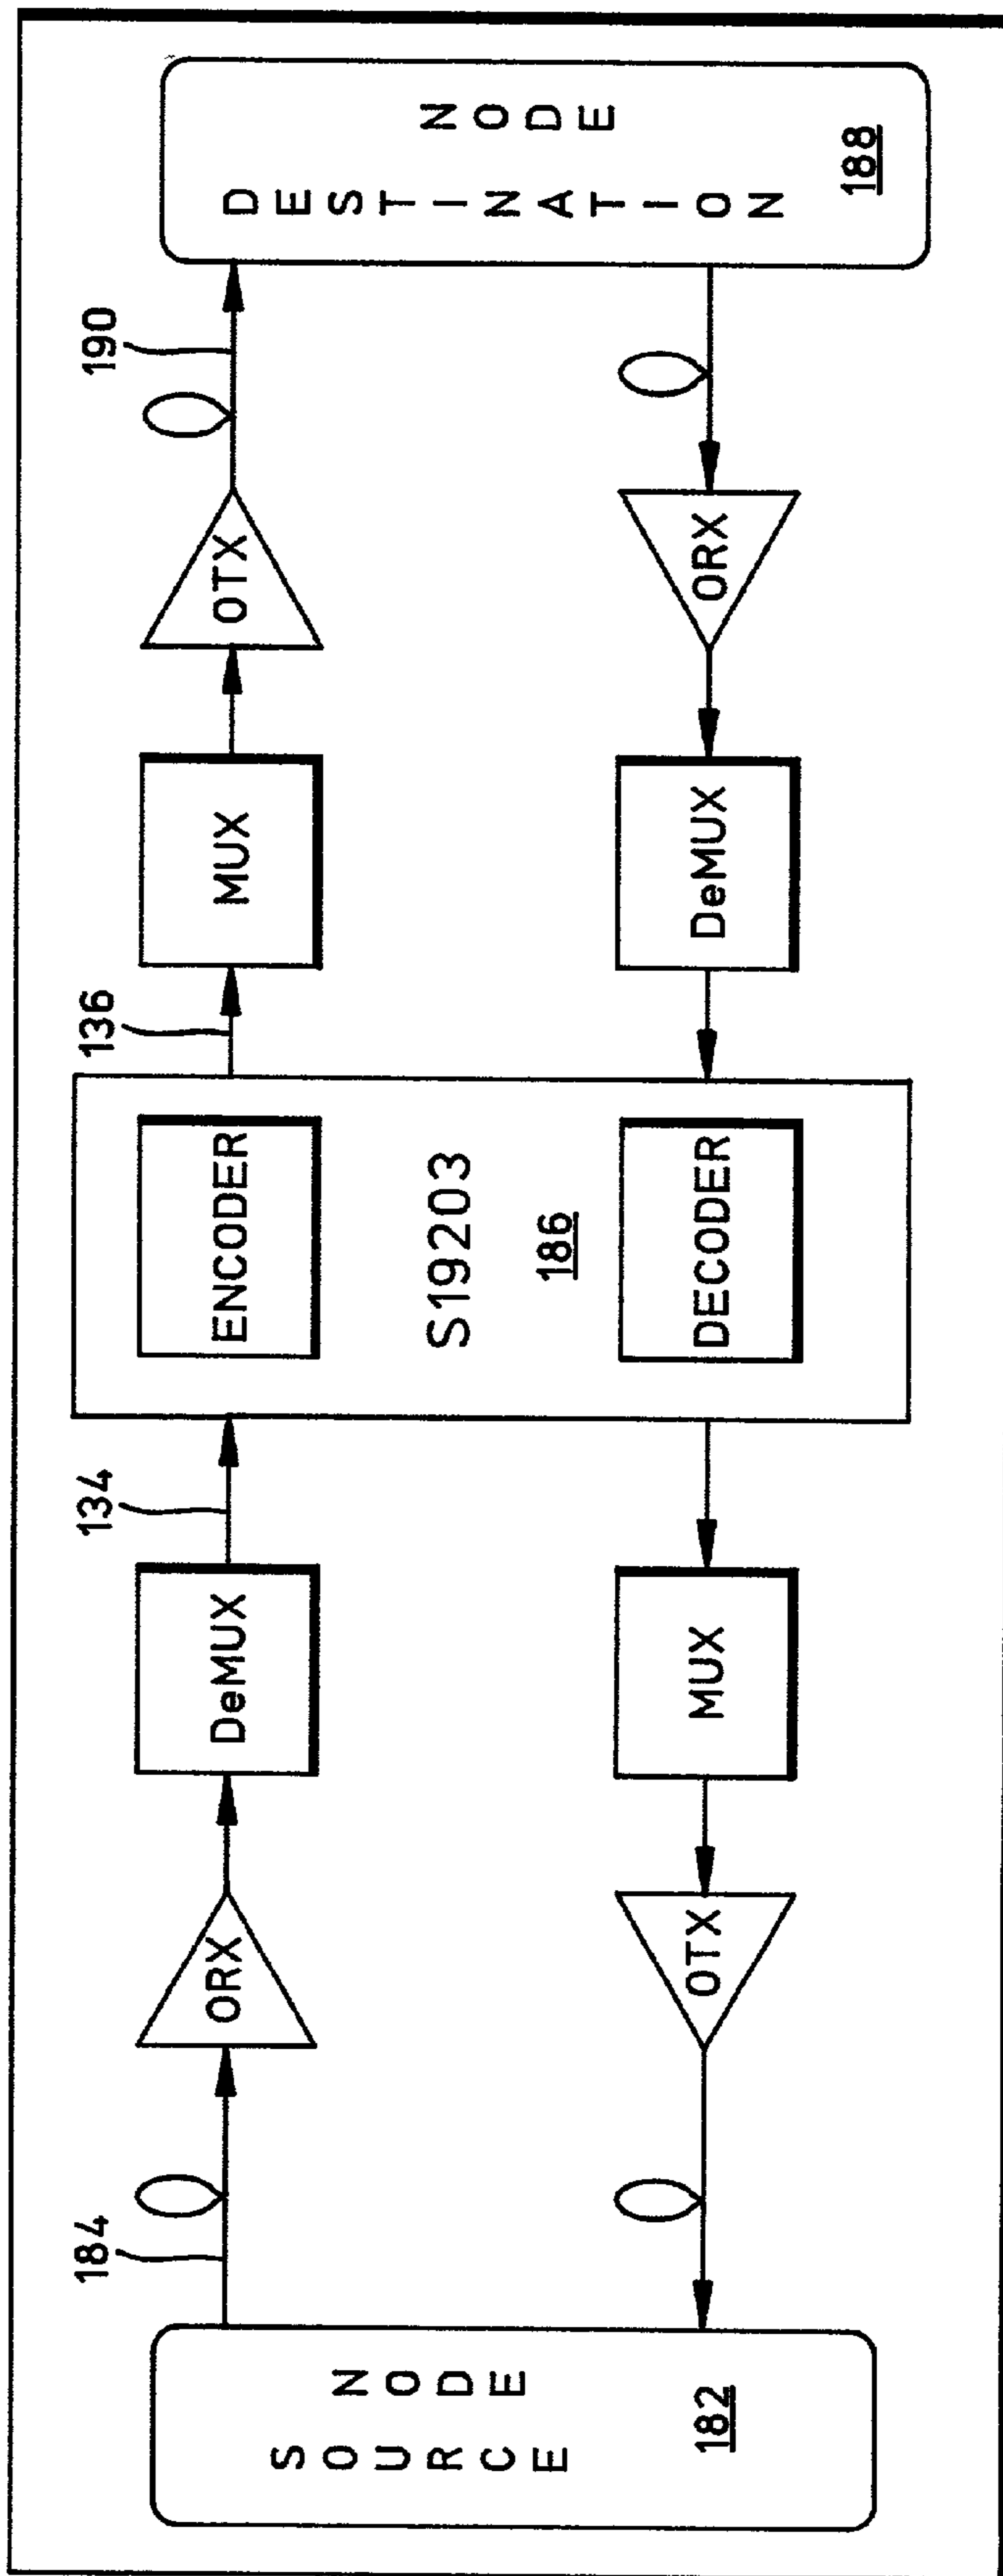 184
134
136
190
SOURCE
NODE
182
ORX
DeMUX
ENCODER
S19203
186
DECODER
MUX
OTX
DESTINATION
NODE
188
OTX
MUX
DeMUX
ORX